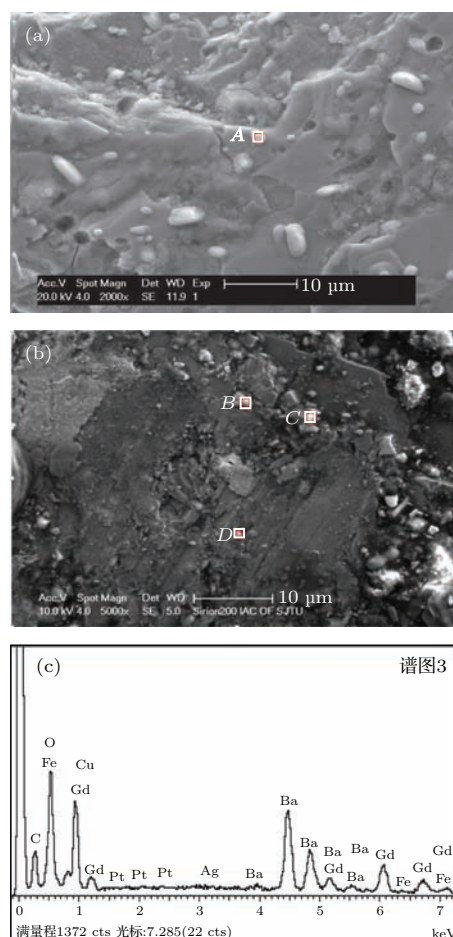 (a)
A
Acc.V Spot Magn Det WD Exp
20.0 kV 4.0 2000x SE 11.9 1
10 µm
(b)
B
C
D
Acc.V Spot Magn Det WD
10.0 kV 4.0 5000x SE 5.0 Sirion200 IAC OF SJTU
10 µm
(c)
谱图3
O
Fe Cu
Gd
C
Gd Pt Pt Pt Ag Ba
Ba
Ba Ba Ba
Gd Ba
Gd
Fe
Gd
Gd
Fe
0 1 2 3 4 5 6 7
满量程1372 cts 光标:7.285(22 cts) keV